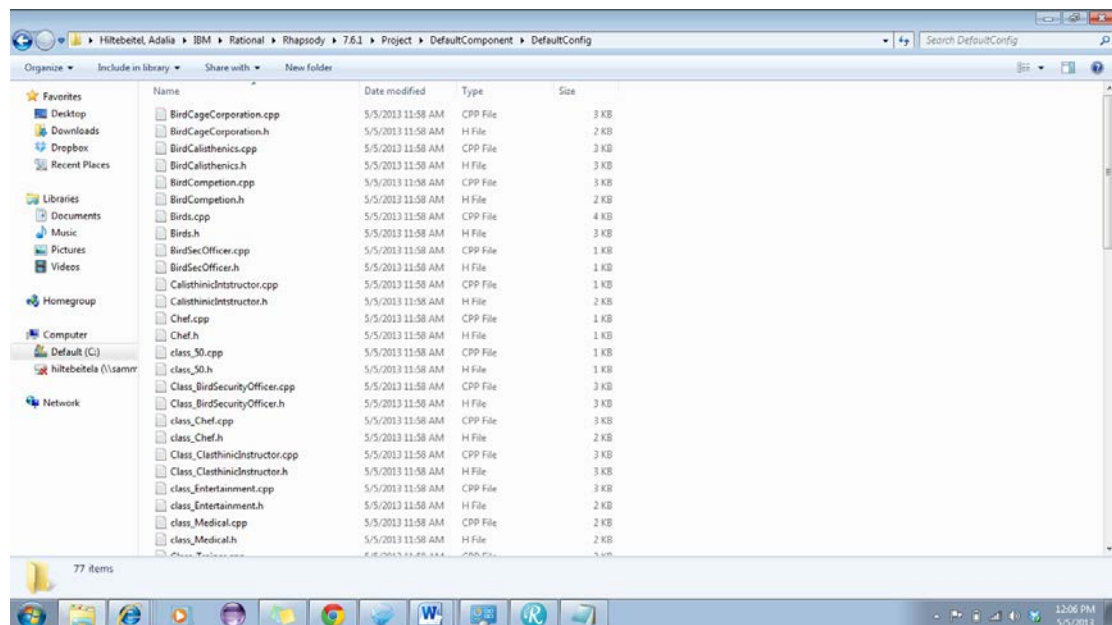 Hiltebeitel, Adalia ▸ IBM ▸ Rational ▸ Rhapsody ▸ 7.6.1 ▸ Project ▸ DefaultComponent ▸ DefaultConfig
Search DefaultConfig
Organize Include in library Share with New folder
Name Date modified Type Size
Favorites
Desktop
Downloads
Dropbox
Recent Places
Libraries
Documents
Music
Pictures
Videos
Homegroup
Computer
Default (C:)
hiltebeitela (\\samm
Network
BirdCageCorporation.cpp 5/5/2013 11:58 AM CPP File 3 KB
BirdCageCorporation.h 5/5/2013 11:58 AM H File 2 KB
BirdCalisthenics.cpp 5/5/2013 11:58 AM CPP File 3 KB
BirdCalisthenics.h 5/5/2013 11:58 AM H File 3 KB
BirdCompetion.cpp 5/5/2013 11:58 AM CPP File 3 KB
BirdCompetion.h 5/5/2013 11:58 AM H File 2 KB
Birds.cpp 5/5/2013 11:58 AM CPP File 4 KB
Birds.h 5/5/2013 11:58 AM H File 3 KB
BirdSecOfficer.cpp 5/5/2013 11:58 AM CPP File 1 KB
BirdSecOfficer.h 5/5/2013 11:58 AM H File 1 KB
CalisthinicIntstructor.cpp 5/5/2013 11:58 AM CPP File 1 KB
CalisthinicIntstructor.h 5/5/2013 11:58 AM H File 2 KB
Chef.cpp 5/5/2013 11:58 AM CPP File 1 KB
Chef.h 5/5/2013 11:58 AM H File 1 KB
class_50.cpp 5/5/2013 11:58 AM CPP File 1 KB
class_50.h 5/5/2013 11:58 AM H File 1 KB
Class_BirdSecurityOfficer.cpp 5/5/2013 11:58 AM CPP File 3 KB
Class_BirdSecurityOfficer.h 5/5/2013 11:58 AM H File 3 KB
class_Chef.cpp 5/5/2013 11:58 AM CPP File 3 KB
class_Chef.h 5/5/2013 11:58 AM H File 2 KB
Class_ClasthinicInstructor.cpp 5/5/2013 11:58 AM CPP File 3 KB
Class_ClasthinicInstructor.h 5/5/2013 11:58 AM H File 3 KB
class_Entertainment.cpp 5/5/2013 11:58 AM CPP File 3 KB
class_Entertainment.h 5/5/2013 11:58 AM H File 2 KB
class_Medical.cpp 5/5/2013 11:58 AM CPP File 2 KB
class_Medical.h 5/5/2013 11:58 AM H File 2 KB
77 items
12:06 PM
5/5/2013